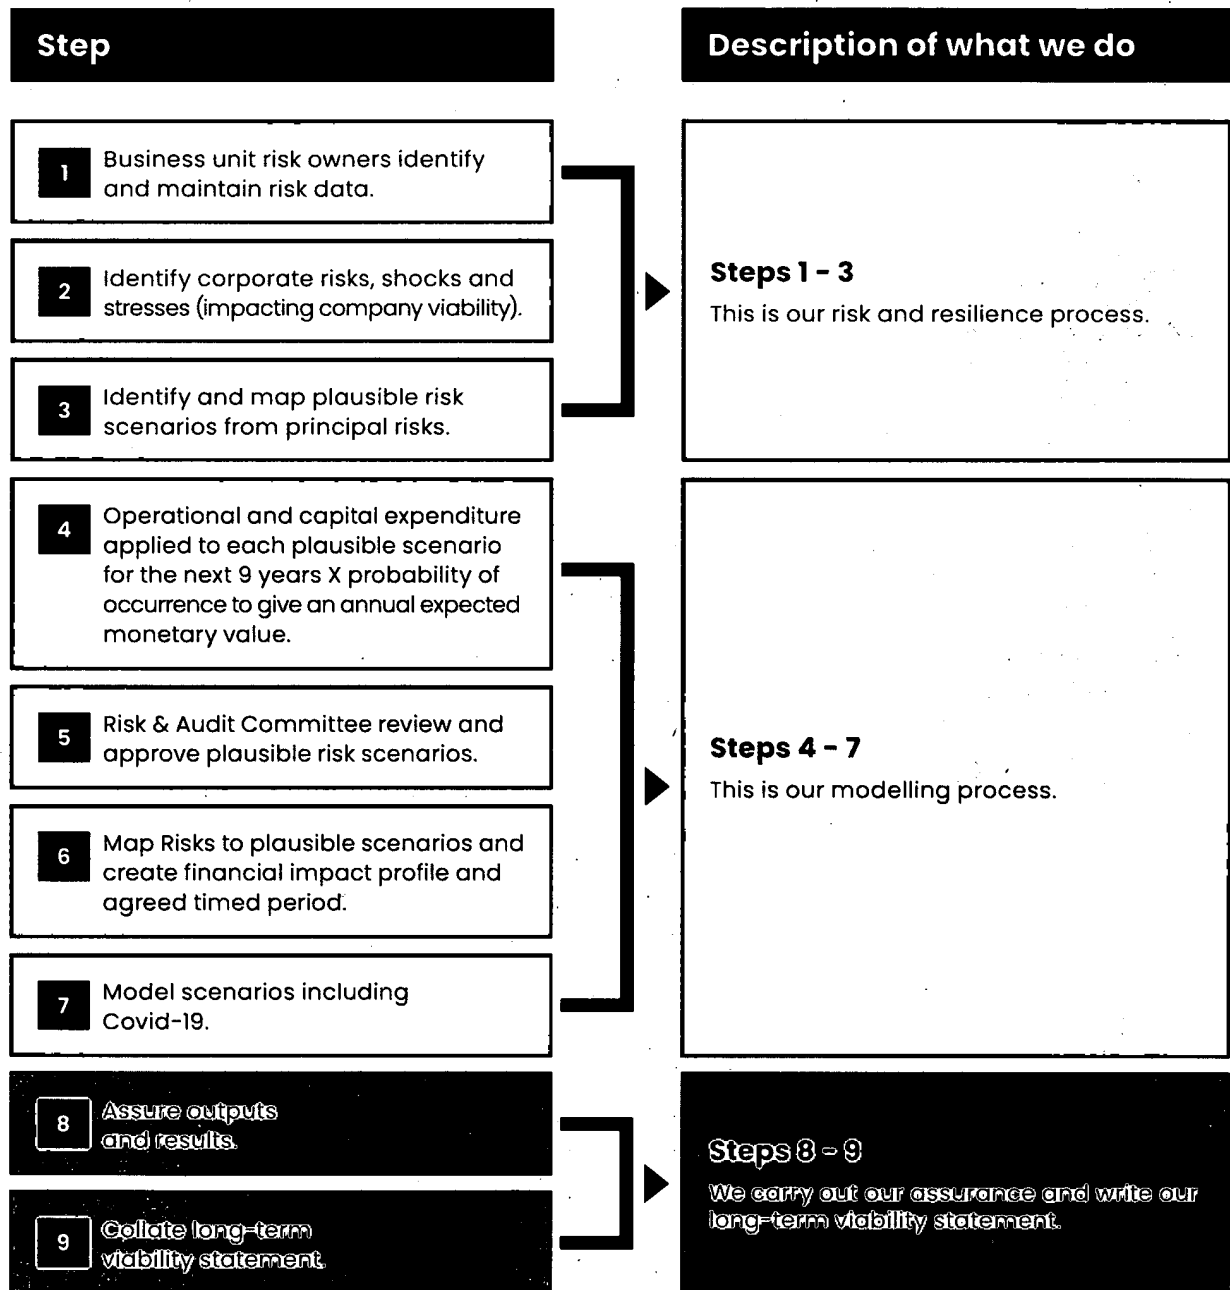 Step
Description of what we do
1
Business unit risk owners identify
and maintain risk data.
2
Identify corporate risks, shocks and
stresses (impacting company viability).
3
Identify and map plausible risk
scenarios from principal risks.
Steps 1 - 3
This is our risk and resilience process.
4
Operational and capital expenditure
applied to each plausible scenario
for the next 9 years X probability of
occurrence to give an annual expected
monetary value.
5
Risk & Audit Committee review and
approve plausible risk scenarios.
6
Map Risks to plausible scenarios and
create financial impact profile and
agreed timed period.
7
Model scenarios including
Covid-19.
Steps 4 - 7
This is our modelling process.
8
Assure outputs
and results.
9
Collate long-term
viability statement.
Steps 8 - 9
We carry out our assurance and write our
long-term viability statement.